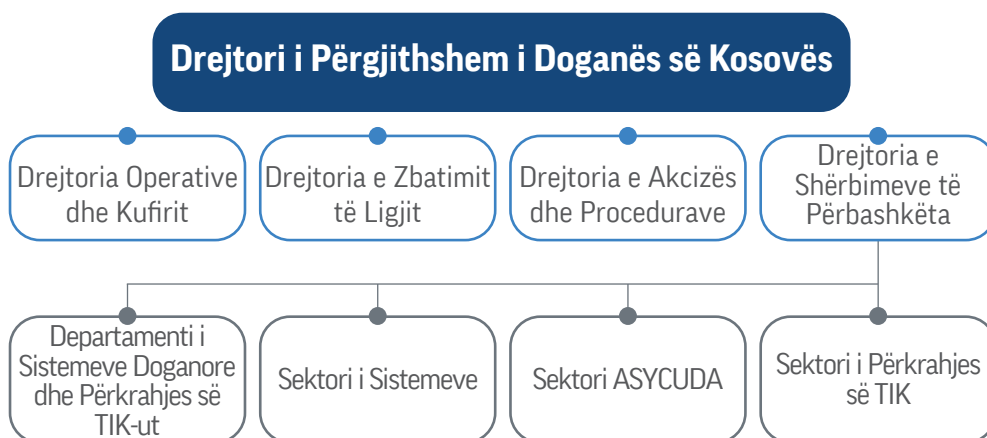 Drejtori i Përgjithshem i Doganës së Kosovës
Drejtoria Operative
dhe Kufirit
Drejtoria e Zbatimit
të Ligjit
Drejtoria e Akcizës
dhe Procedurave
Drejtoria e
Shërbimeve të
Përbashkëta
Departamenti i
Sistemeve Doganore
dhe Përkrahjes së
TIK-ut
Sektori i Sistemeve
Sektori ASYCUDA
Sektori i Përkrahjes
së TIK